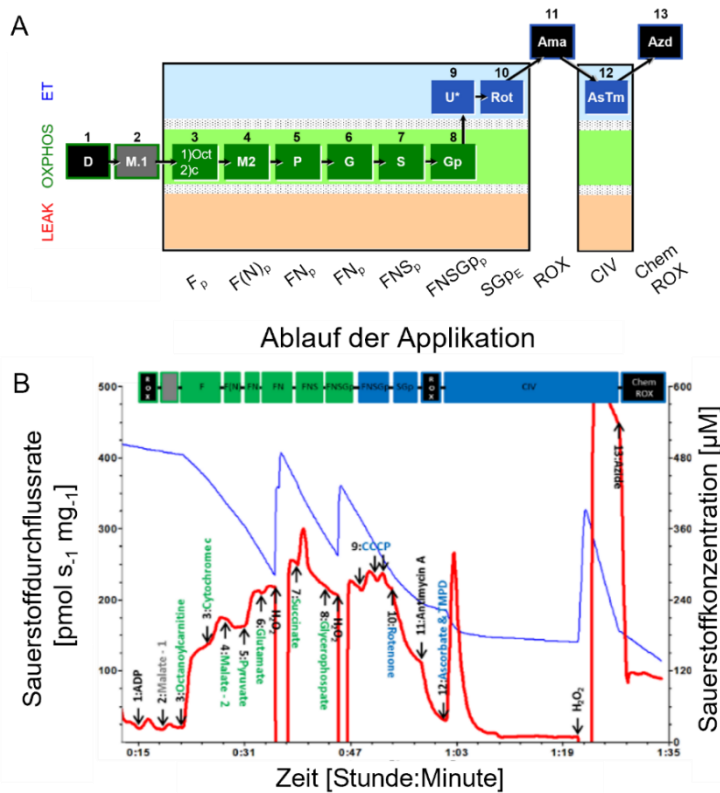 A
11
13
Ama
Azd
9
10
12
ET
U*
Rot
AsTm
1
2
3
4
5
6
7
8
OXPHOS
D
M.1
1)Oct
2)c
M2
P
G
S
Gp
LEAK
Fp
F(N)p
FNp
FNp
FNSp
FNSGpp
SGpE
ROX
CIV
Chem
ROX
Ablauf der Applikation
B
ROX
F
F(N)
FN
FN
FNS
FNSGp
FNSGp
SGp
ROX
CIV
Chem
ROX
500
400
300
200
100
600
480
360
240
120
0
Sauerstoffdurchflussrate
[pmol s-1 mg-1]
Sauerstoffkonzentration [µM]
1:ADP
2:Malate - 1
3:Octanoylcarnitine
3:Cytochrome c
4:Malate - 2
5:Pyruvate
6:Glutamate
H2O2
7:Succinate
8:Glycerophospate
H2O2
9:CCCP
10:Rotenone
11:Antimycin A
12:Ascorbate & TMPD
H2O2
13:Azide
0:15
0:31
0:47
1:03
1:19
1:35
Zeit [Stunde:Minute]